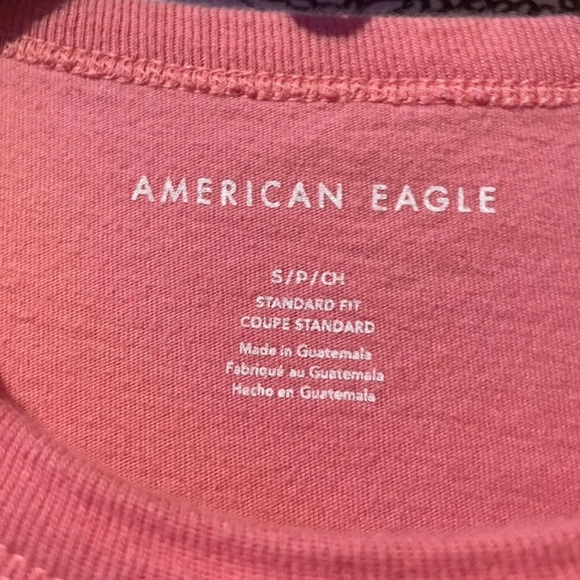 AMERICAN EAGLE
S/P/CH
STANDARD FIT
COUPE STANDARD
Made in Guatemala
Fabriqué au Guatemala
Hecho en Guatemala